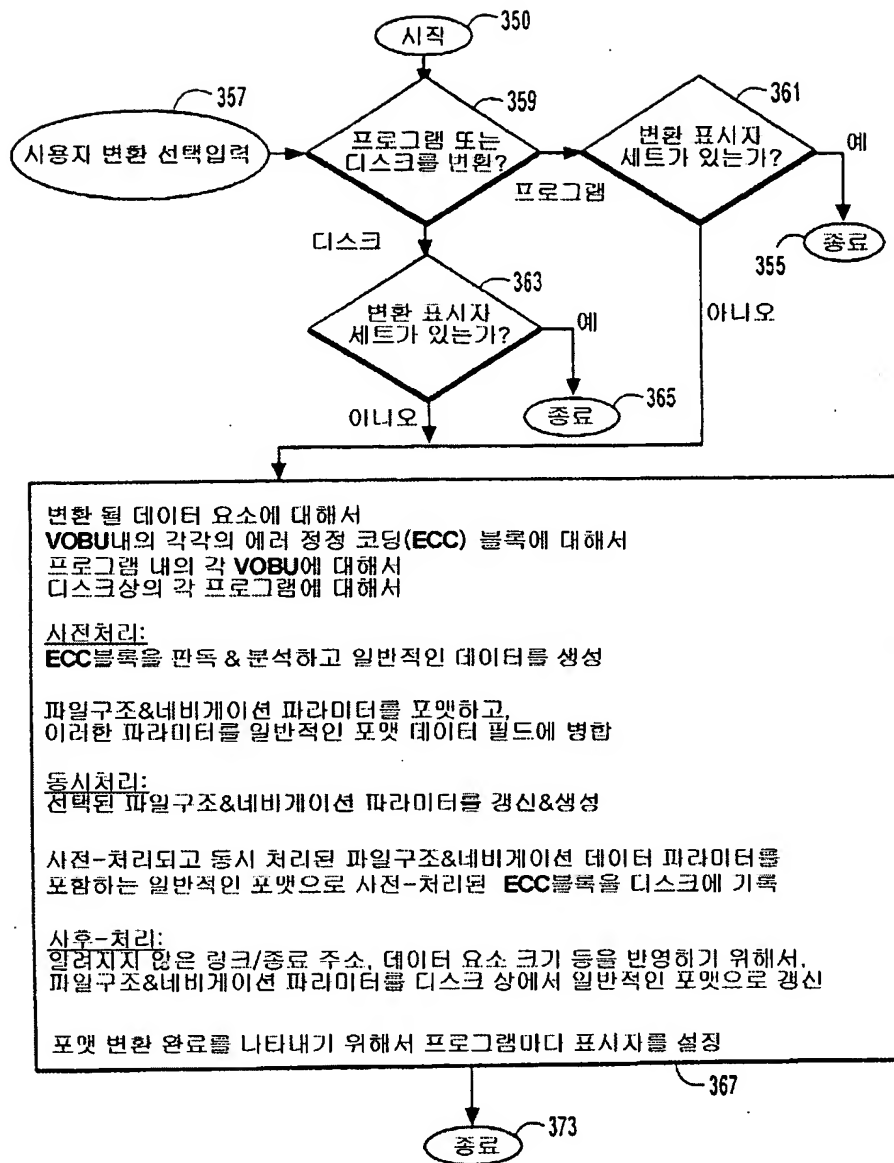 350
시작
357
사용자 변환 선택입력
359
프로그램 또는
디스크를 변환?
361
변환 표시자
세트가 있는가?
예
프로그램
355
종료
디스크
363
변환 표시자
세트가 있는가?
예
아니오
365
종료
이니오
변환 될 데이터 요소에 대해서
VOBU내의 각각의 에러 정정 코딩(ECC) 블록에 대해서
프로그램 내의 각 VOBU에 대해서
디스크상의 각 프로그램에 대해서
사전처리:
ECC블록을 판독 & 분석하고 일반적인 데이터를 생성
파일구조&네비게이션 파라미터를 포맷하고,
이러한 파라미터를 일반적인 포맷 데이터 필드에 병합
동시처리:
선택된 파일구조&네비게이션 파라미터를 갱신&생성
사전-처리되고 동시 처리된 파일구조&네비게이션 데이터 파라미터를
포함하는 일반적인 포맷으로 사전-처리된 ECC블록을 디스크에 기록
사후-처리:
알려지지 않은 링크/종료 주소, 데이터 요소 크기 등을 반영하기 위해서,
파일구조&네비게이션 파라미터를 디스크 상에서 일반적인 포맷으로 갱신
포맷 변환 완료를 나타내기 위해서 프로그램마다 표시자를 설정
367
373
종료